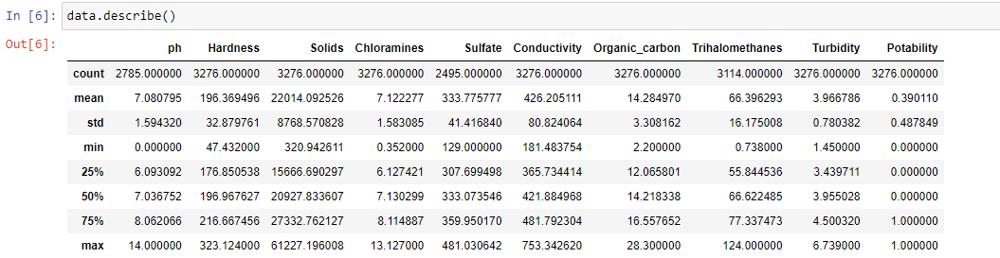 In [6]: data.describe()
Out[6]:
ph Hardness Solids Chloramines Sulfate Conductivity Organic_carbon Trihalomethanes Turbidity Potability
count 2785.000000 3276.000000 3276.000000 3276.000000 2495.000000 3276.000000 3276.000000 3114.000000 3276.000000 3276.000000
mean 7.080795 196.369496 22014.092526 7.122277 333.775777 426.205111 14.284970 66.396293 3.966786 0.390110
std 1.594320 32.879761 8768.570828 1.583085 41.416840 80.824064 3.308162 16.175008 0.780382 0.487849
min 0.000000 47.432000 320.942611 0.352000 129.000000 181.483754 2.200000 0.738000 1.450000 0.000000
25% 6.093092 176.850538 15666.690297 6.127421 307.699498 365.734414 12.065801 55.844536 3.439711 0.000000
50% 7.036752 196.967627 20927.833607 7.130299 333.073546 421.884968 14.218338 66.622485 3.955028 0.000000
75% 8.062066 216.667456 27332.762127 8.114887 359.950170 481.792304 16.557652 77.337473 4.500320 1.000000
max 14.000000 323.124000 61227.196008 13.127000 481.030642 753.342620 28.300000 124.000000 6.739000 1.000000